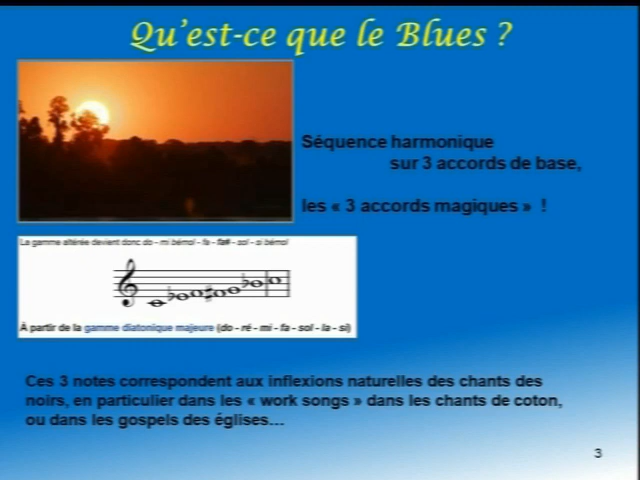 Qu'est-ce que le Blues ?
Séquence harmonique
sur 3 accords de base,
les « 3 accords magiques » !
La gamme altérée devient donc do - mi bémol - fa - fa# - sol - si bémol
À partir de la gamme diatonique majeure (do - ré - mi - fa - sol - la - si)
Ces 3 notes correspondent aux inflexions naturelles des chants des
noirs, en particulier dans les « work songs » dans les chants de coton,
ou dans les gospels des églises...
3